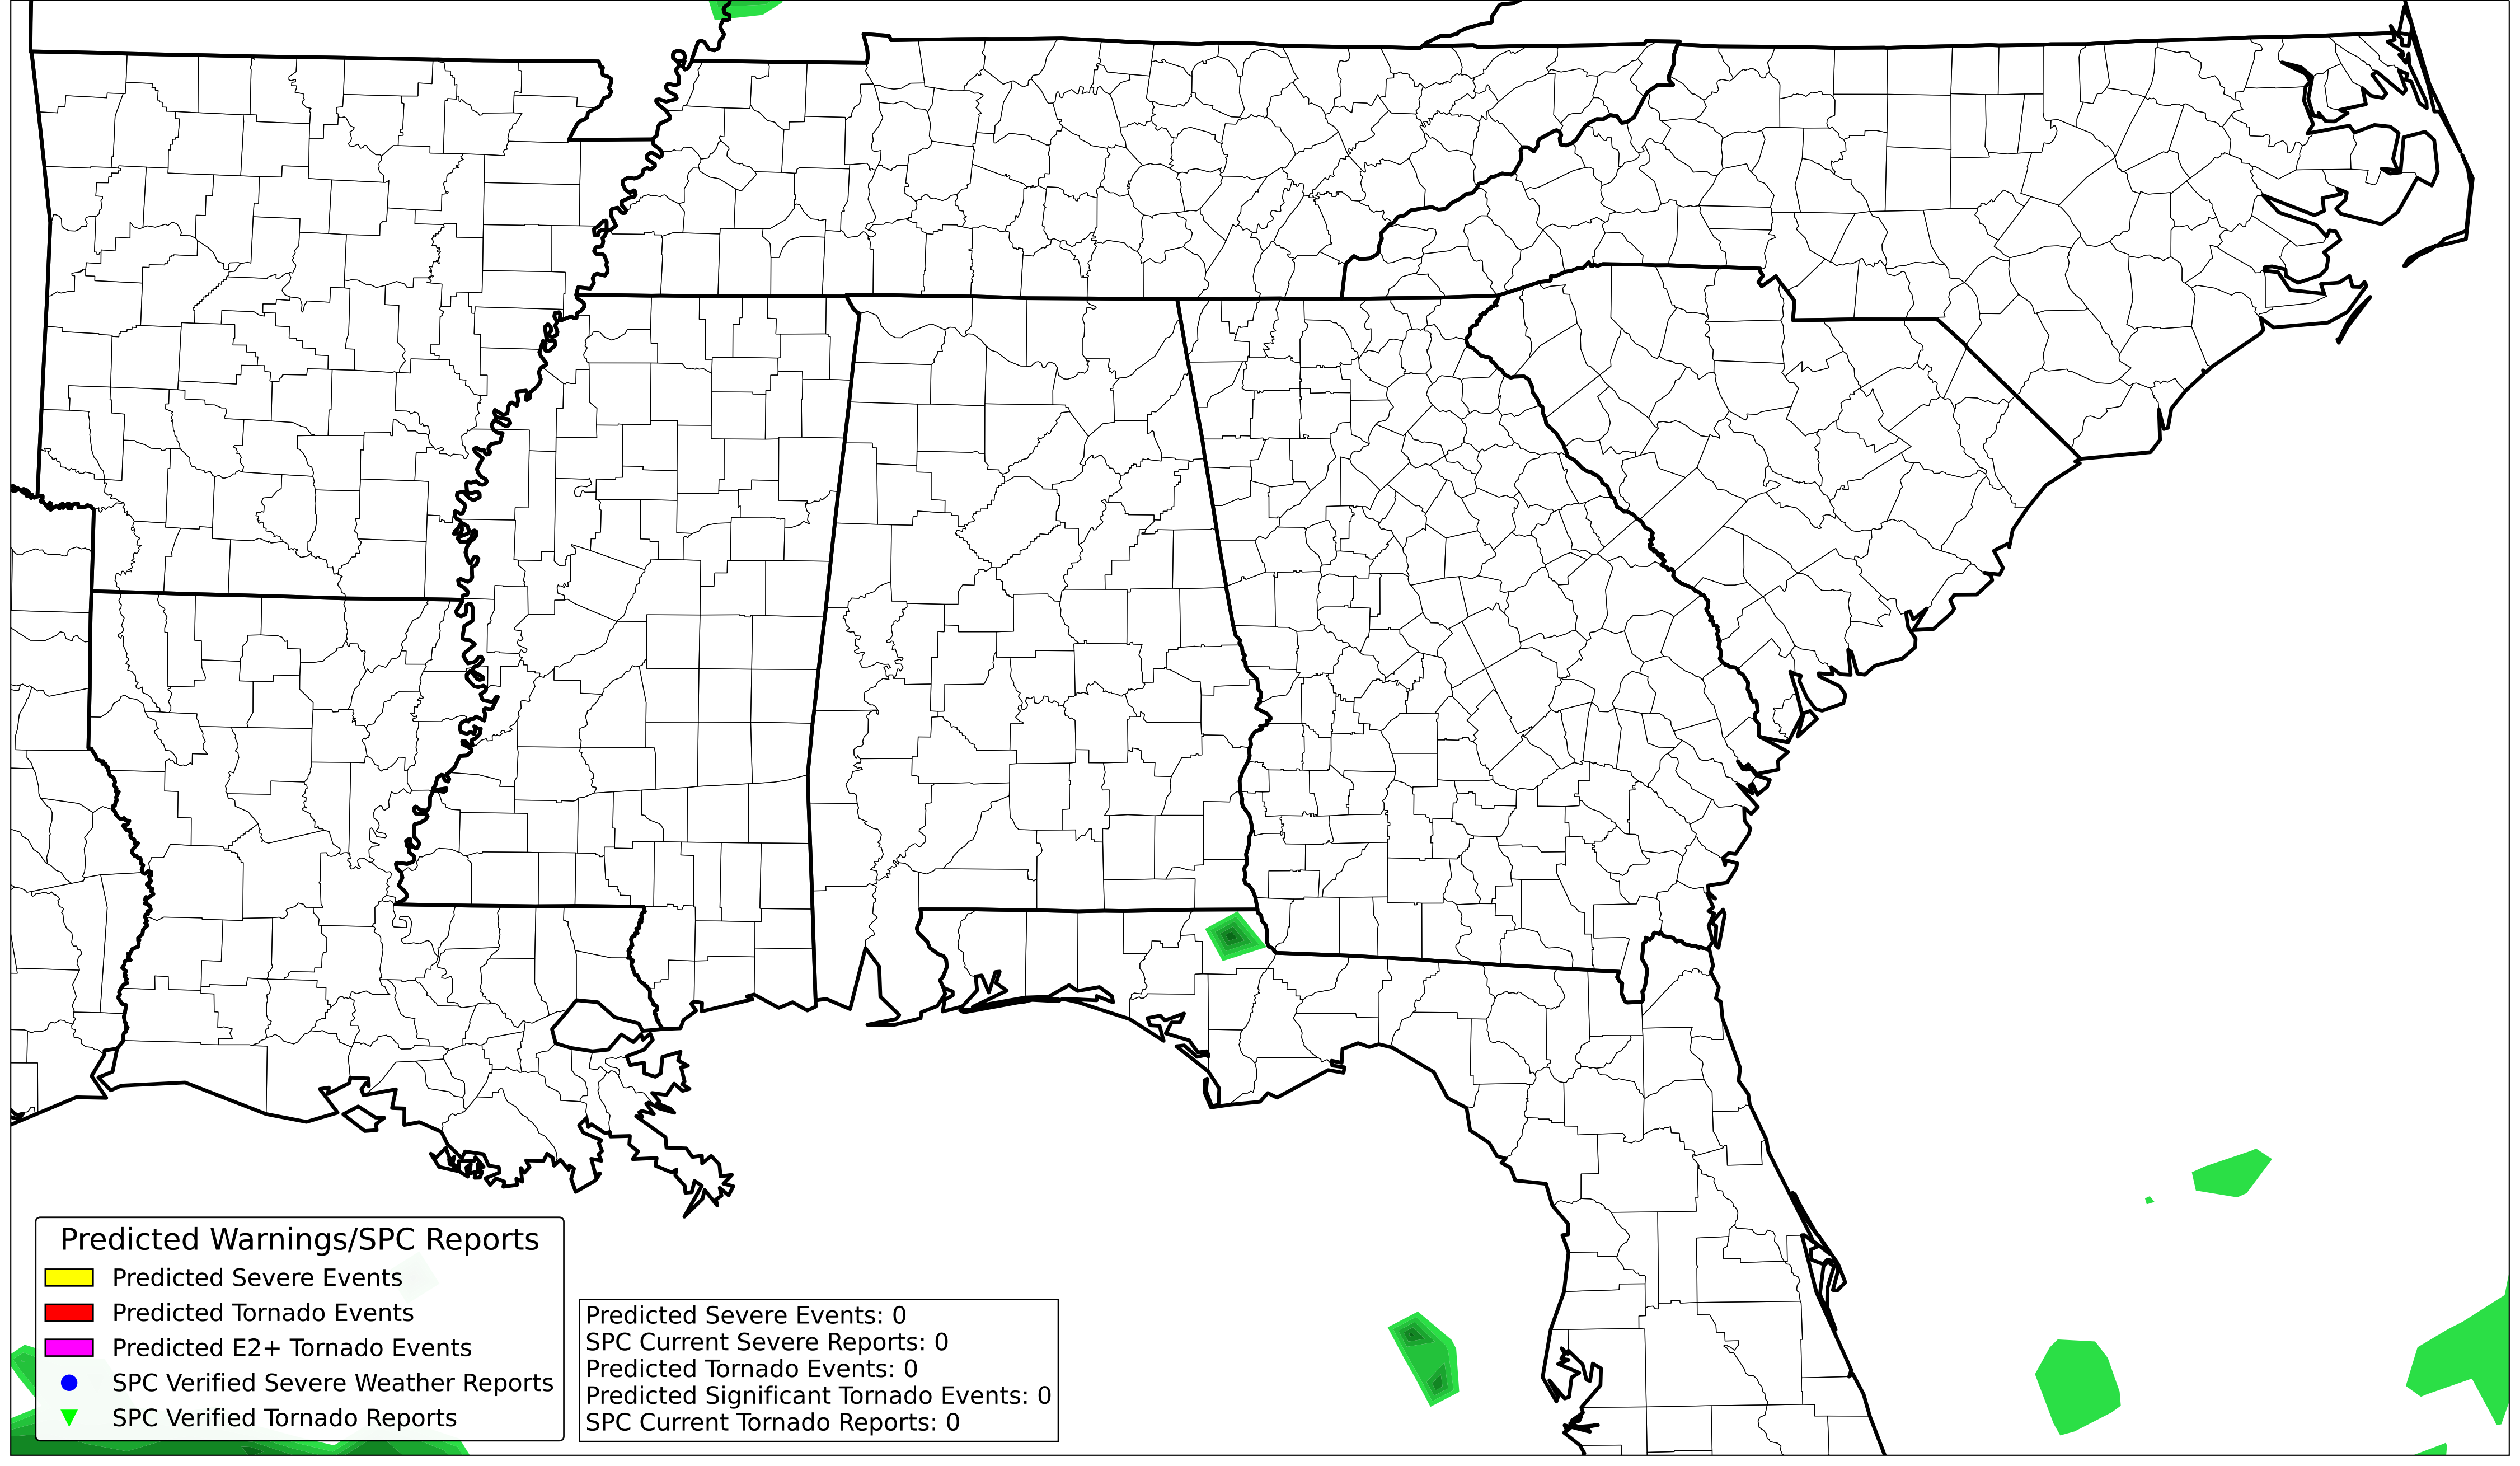 Predicted Warnings/SPC Reports
Predicted Severe Events
Predicted Tornado Events
Predicted E2+ Tornado Events
SPC Verified Severe Weather Reports
SPC Verified Tornado Reports
Predicted Severe Events: 0
SPC Current Severe Reports: 0
Predicted Tornado Events: 0
Predicted Significant Tornado Events: 0
SPC Current Tornado Reports: 0